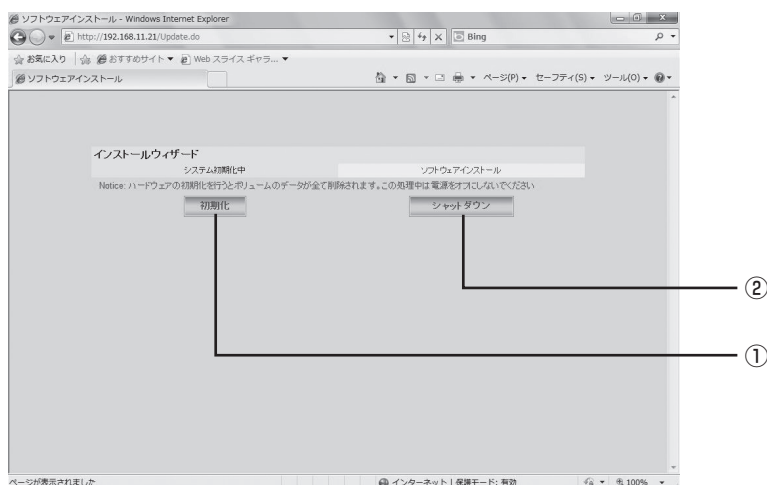 ソフトウェアインストール - Windows Internet Explorer
http://192.168.11.21/Update.do
Bing
お気に入り おすすめサイト ▼ Web スライス ギャラ... ▼
ソフトウェアインストール
ページ(P) ▼ セーフティ(S) ▼ ツール(O) ▼
インストールウィザード
システム初期化中 ソフトウェアインストール
Notice: ハードウェアの初期化を行うとボリュームのデータが全て削除されます。この処理中は電源をオフにしないでください
初期化 シャットダウン
②
①
ページが表示されました インターネット | 保護モード: 有効 100%